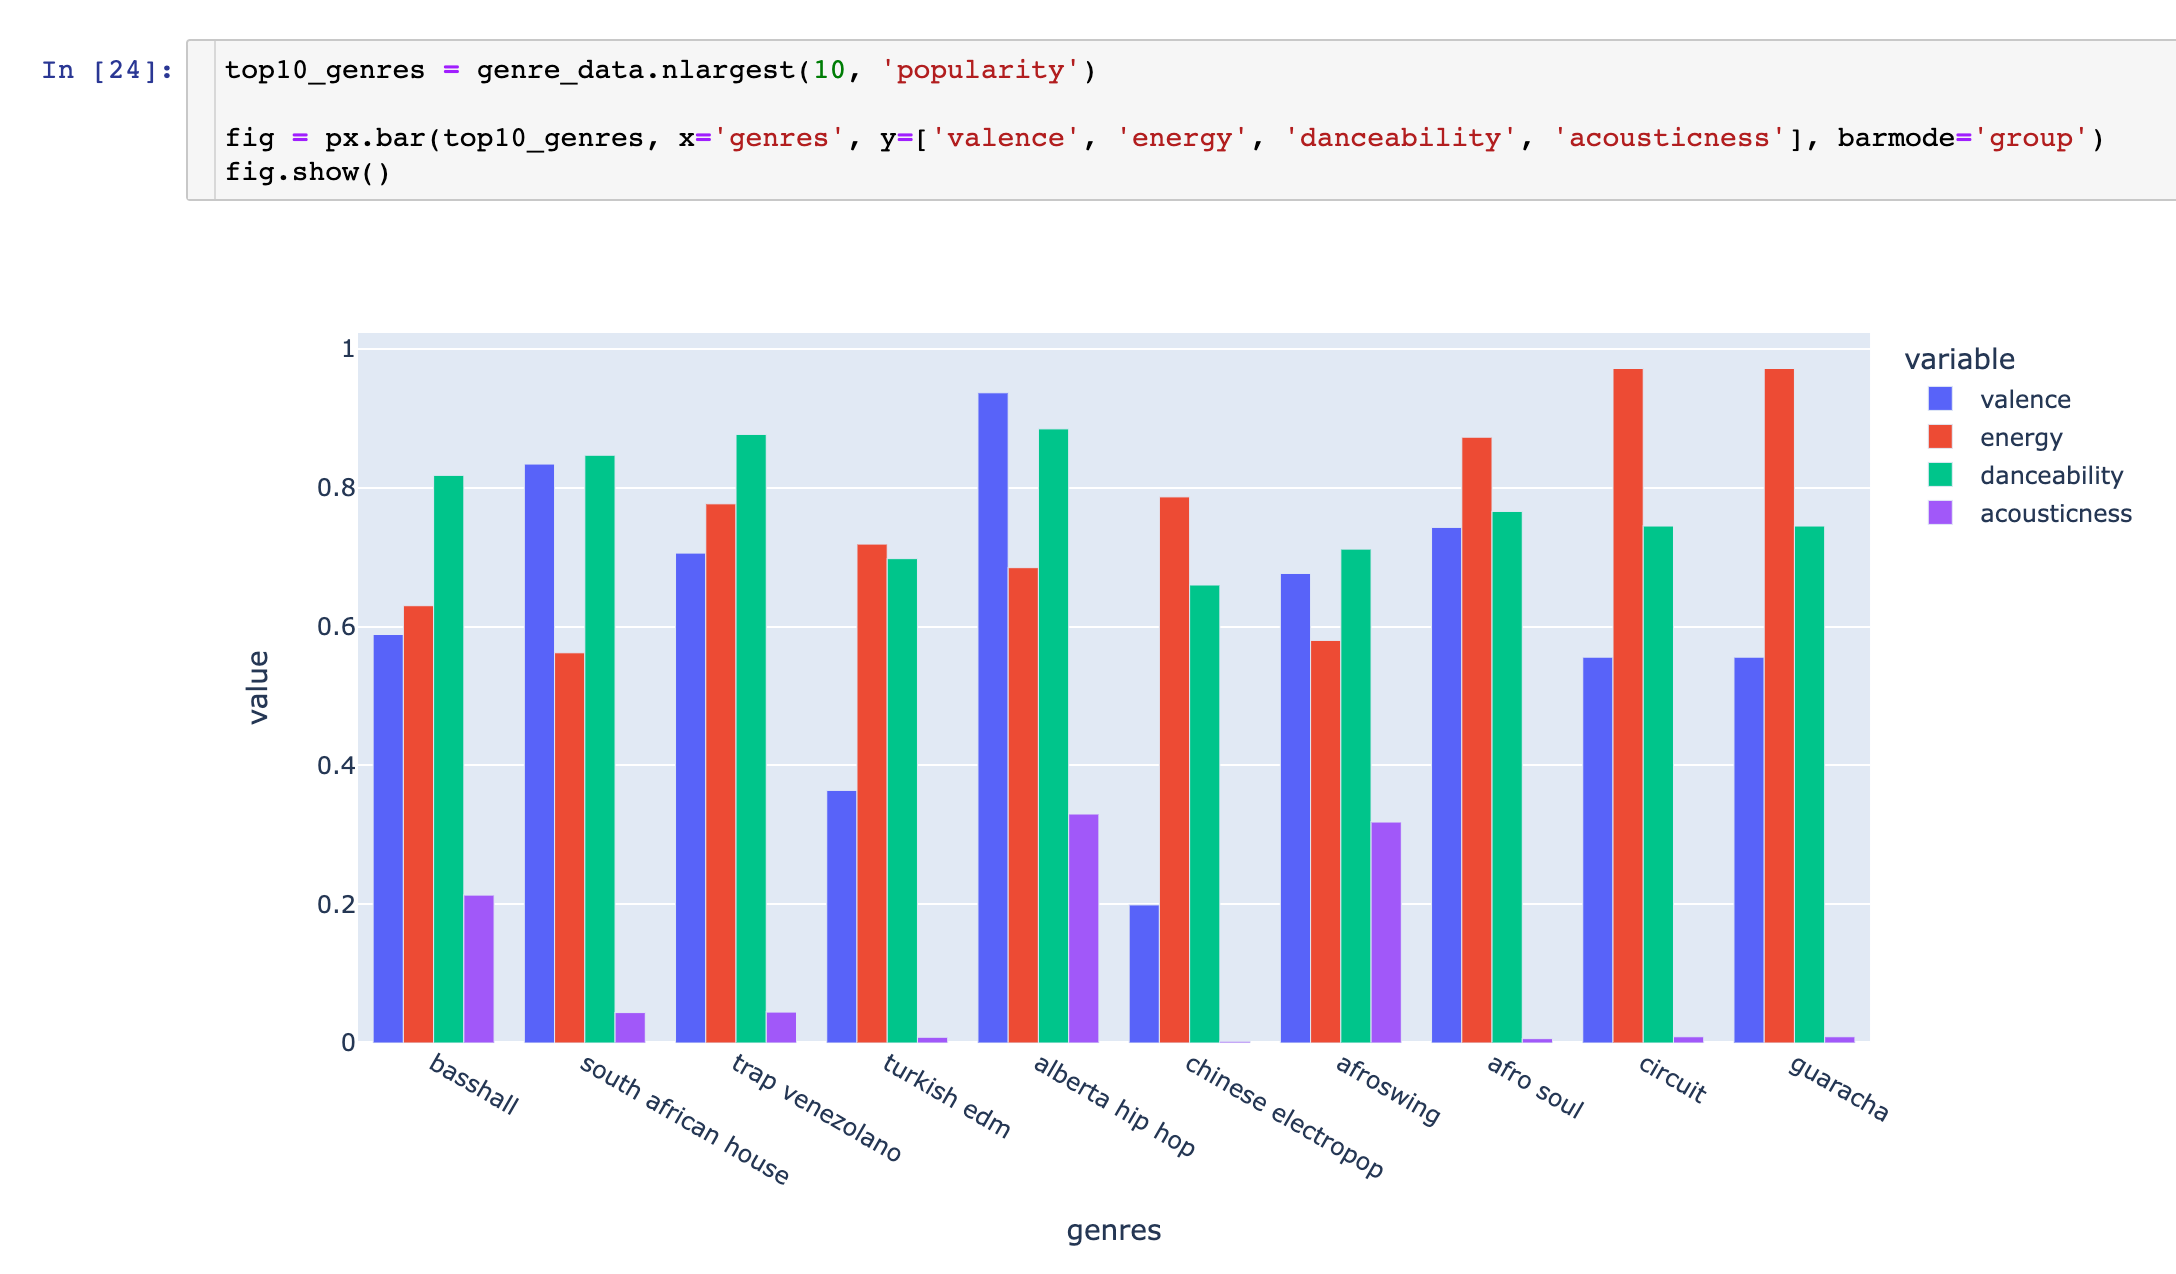 In [24]:
top10_genres = genre_data.nlargest(10, 'popularity')
fig = px.bar(top10_genres, x='genres', y=['valence', 'energy', 'danceability', 'acousticness'], barmode='group')
fig.show()
1
0.8
0.6
0.4
0.2
0
value
variable
valence
energy
danceability
acousticness
basshall
south african house
trap venezolano
turkish edm
alberta hip hop
chinese electropop
afroswing
afro soul
circuit
guaracha
genres